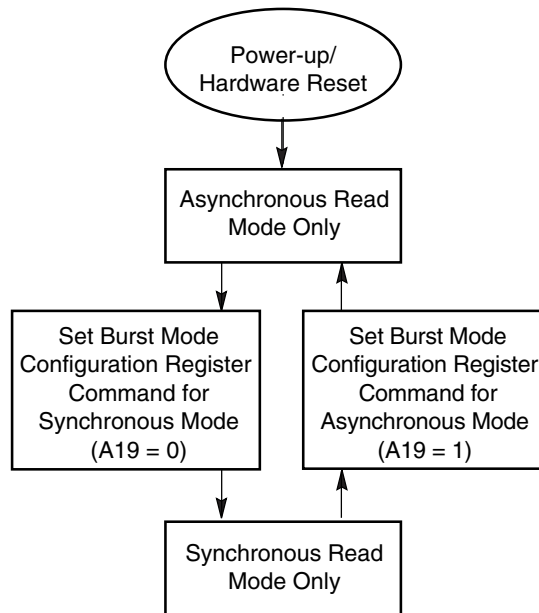 Power-up/
Hardware Reset
Asynchronous Read
Mode Only
Set Burst Mode
Configuration Register
Command for
Synchronous Mode
(A19 = 0)
Set Burst Mode
Configuration Register
Command for
Asynchronous Mode
(A19 = 1)
Synchronous Read
Mode Only